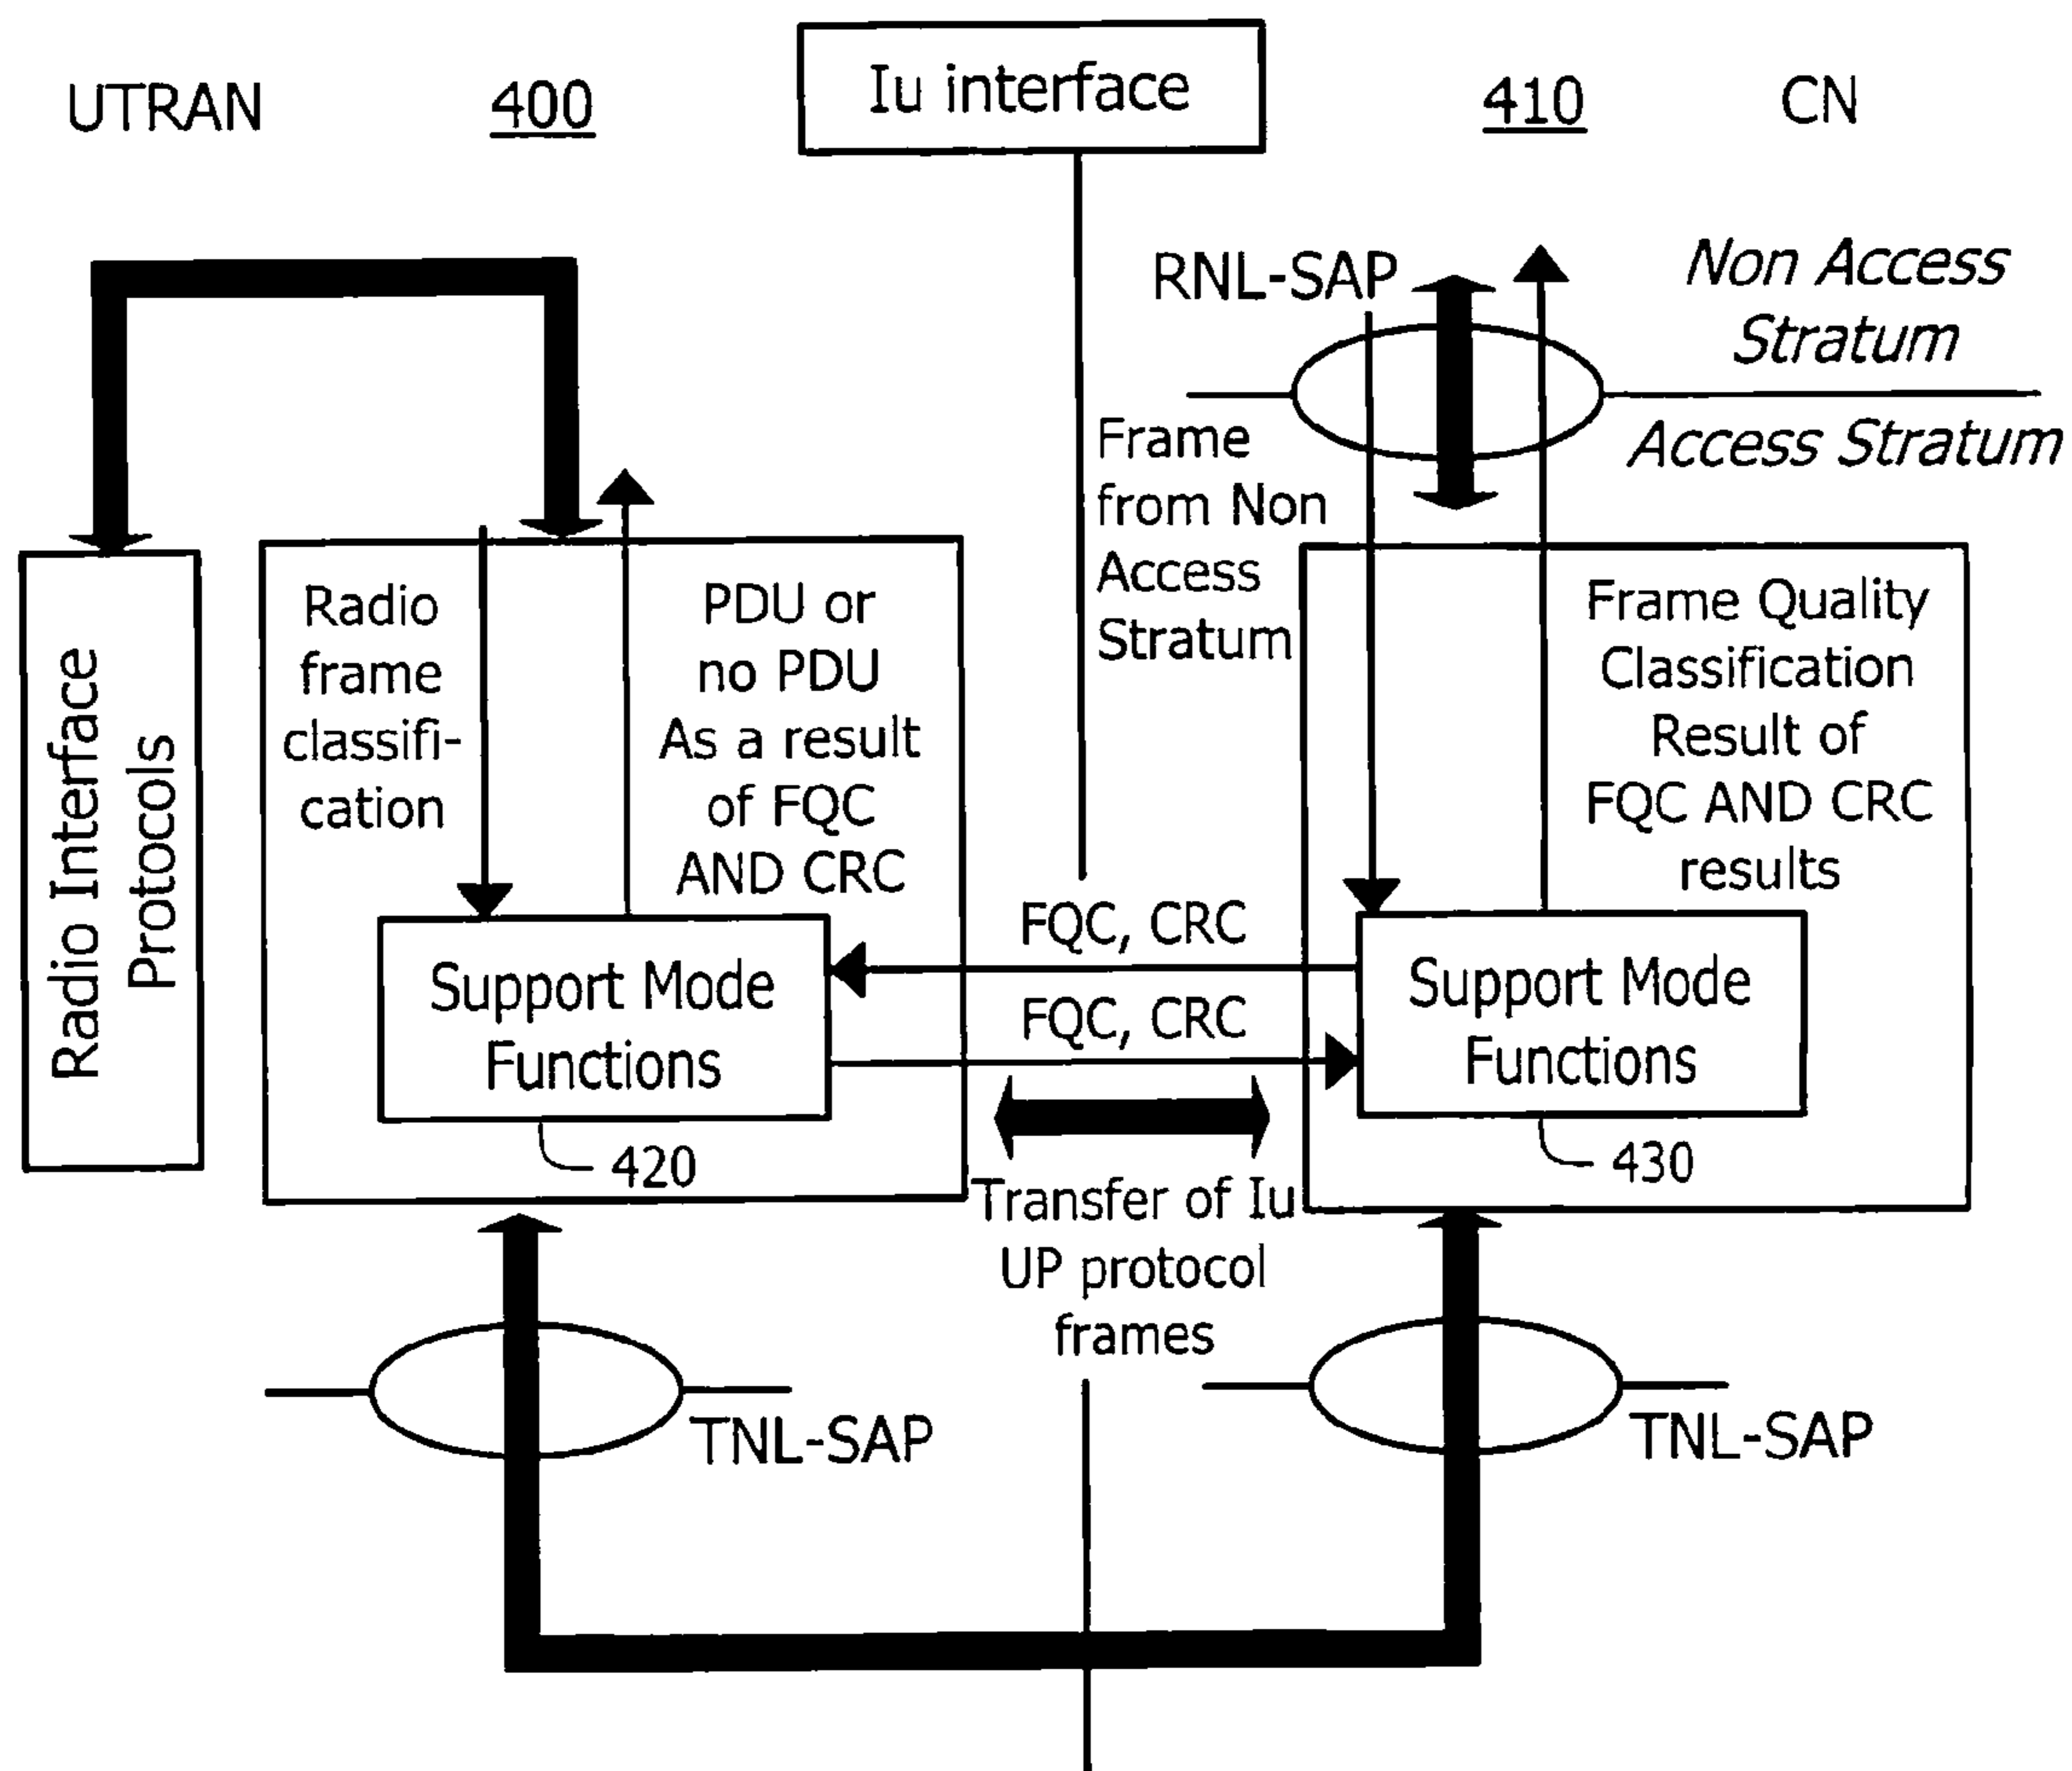 UTRAN
400
Iu interface
410
CN
RNL-SAP
Non Access
Stratum
Access Stratum
Frame
from Non
Access
Stratum
Radio Interface
Protocols
Radio
frame
classifi-
cation
PDU or
no PDU
As a result
of FQC
AND CRC
Frame Quality
Classification
Result of
FQC AND CRC
results
FQC, CRC
FQC, CRC
Support Mode
Functions
420
Support Mode
Functions
430
Transfer of Iu
UP protocol
frames
TNL-SAP
TNL-SAP